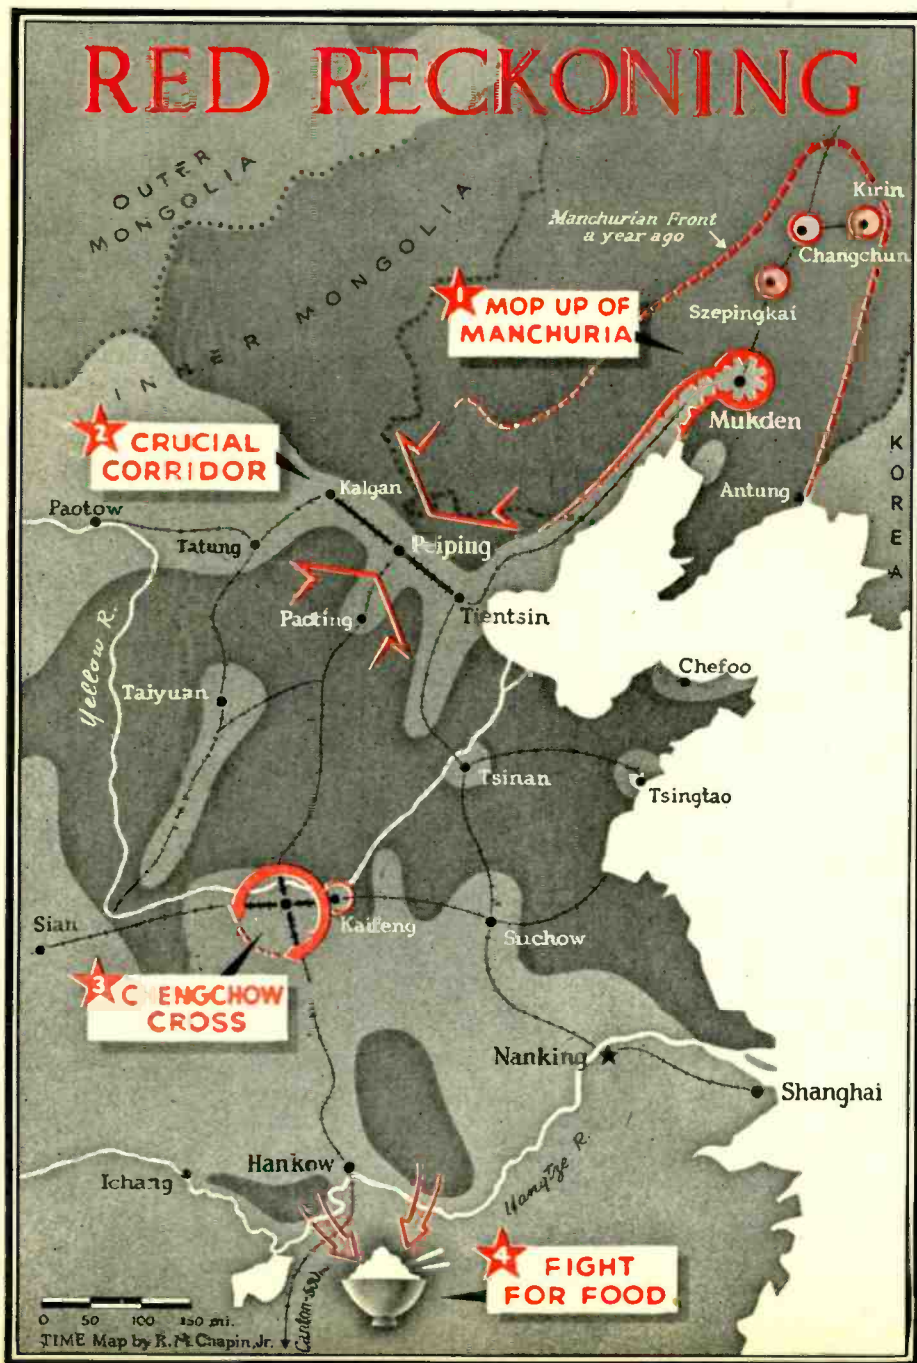 RED RECKONING
OUTER
MONGOLIA
INNER MONGOLIA
Manchurian Front
a year ago
Kirin
Changchun
Szepingkai
1
MOP UP OF
MANCHURIA
Mukden
2
CRUCIAL
CORRIDOR
KOREA
Kalgan
Antung
Paotow
Tatung
Peiping
Tientsin
Paoting
Yellow R.
Chefoo
Taiyuan
Tsinan
Tsingtao
Sian
Kaifeng
Suchow
3
CHENGCHOW
CROSS
Nanking
Shanghai
Hankow
Ichang
Yangtze R.
4
FIGHT
FOR FOOD
0 50 100 150 mi.
TIME Map by R. M. Chapin, Jr.